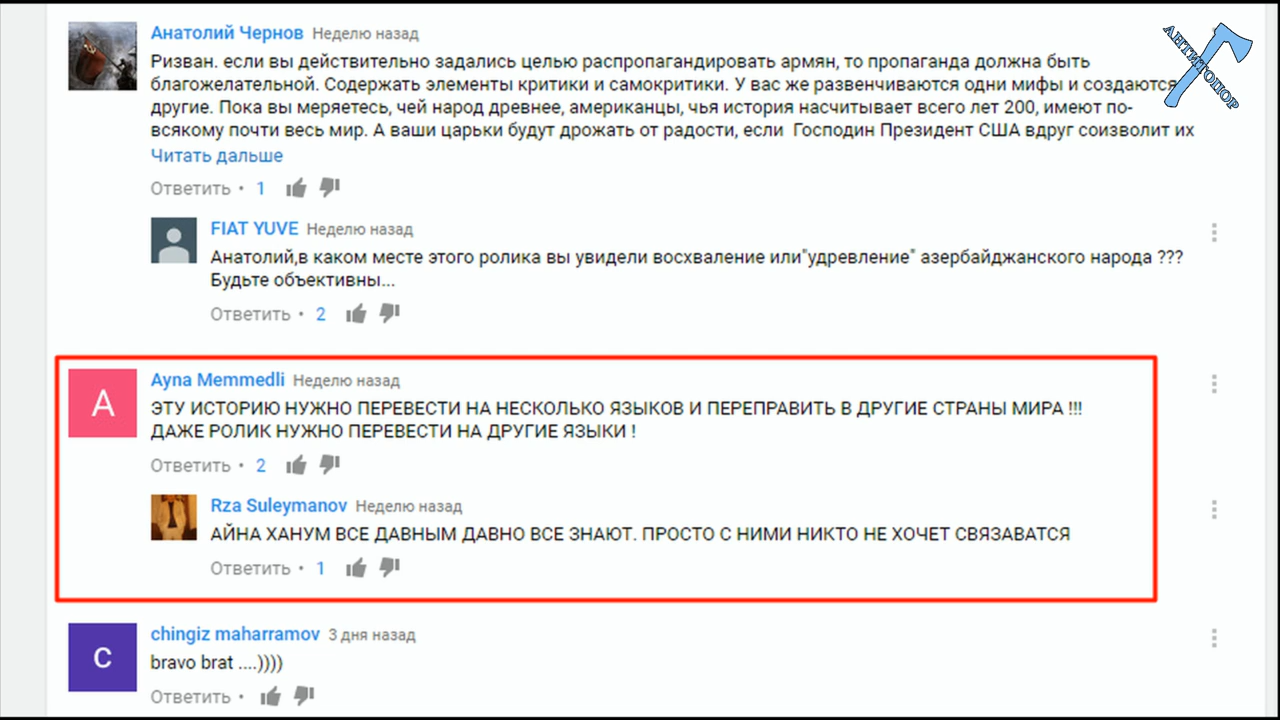 Анатолий Чернов Неделю назад
Ризван. если вы действительно задались целью распропагандировать армян, то пропаганда должна быть
благожелательной. Содержать элементы критики и самокритики. У вас же развенчиваются одни мифы и создаются
другие. Пока вы меряетесь, чей народ древнее, американцы, чья история насчитывает всего лет 200, имеют по-
всякому почти весь мир. А ваши царьки будут дрожать от радости, если Господин Президент США вдруг соизволит их
Читать дальше
Ответить • 1
FIAT YUVE Неделю назад
Анатолий,в каком месте этого ролика вы увидели восхваление или"удревление" азербайджанского народа ???
Будьте объективны...
Ответить • 2
Ayna Memmedli Неделю назад
ЭТУ ИСТОРИЮ НУЖНО ПЕРЕВЕСТИ НА НЕСКОЛЬКО ЯЗЫКОВ И ПЕРЕПРАВИТЬ В ДРУГИЕ СТРАНЫ МИРА !!!
ДАЖЕ РОЛИК НУЖНО ПЕРЕВЕСТИ НА ДРУГИЕ ЯЗЫКИ !
Ответить • 2
Rza Suleymanov Неделю назад
АЙНА ХАНУМ ВСЕ ДАВНЫМ ДАВНО ВСЕ ЗНАЮТ. ПРОСТО С НИМИ НИКТО НЕ ХОЧЕТ СВЯЗАВАТСЯ
Ответить • 1
chingiz maharramov 3 дня назад
bravo brat ....))))
Ответить •
A
C
АНТИТОПОР